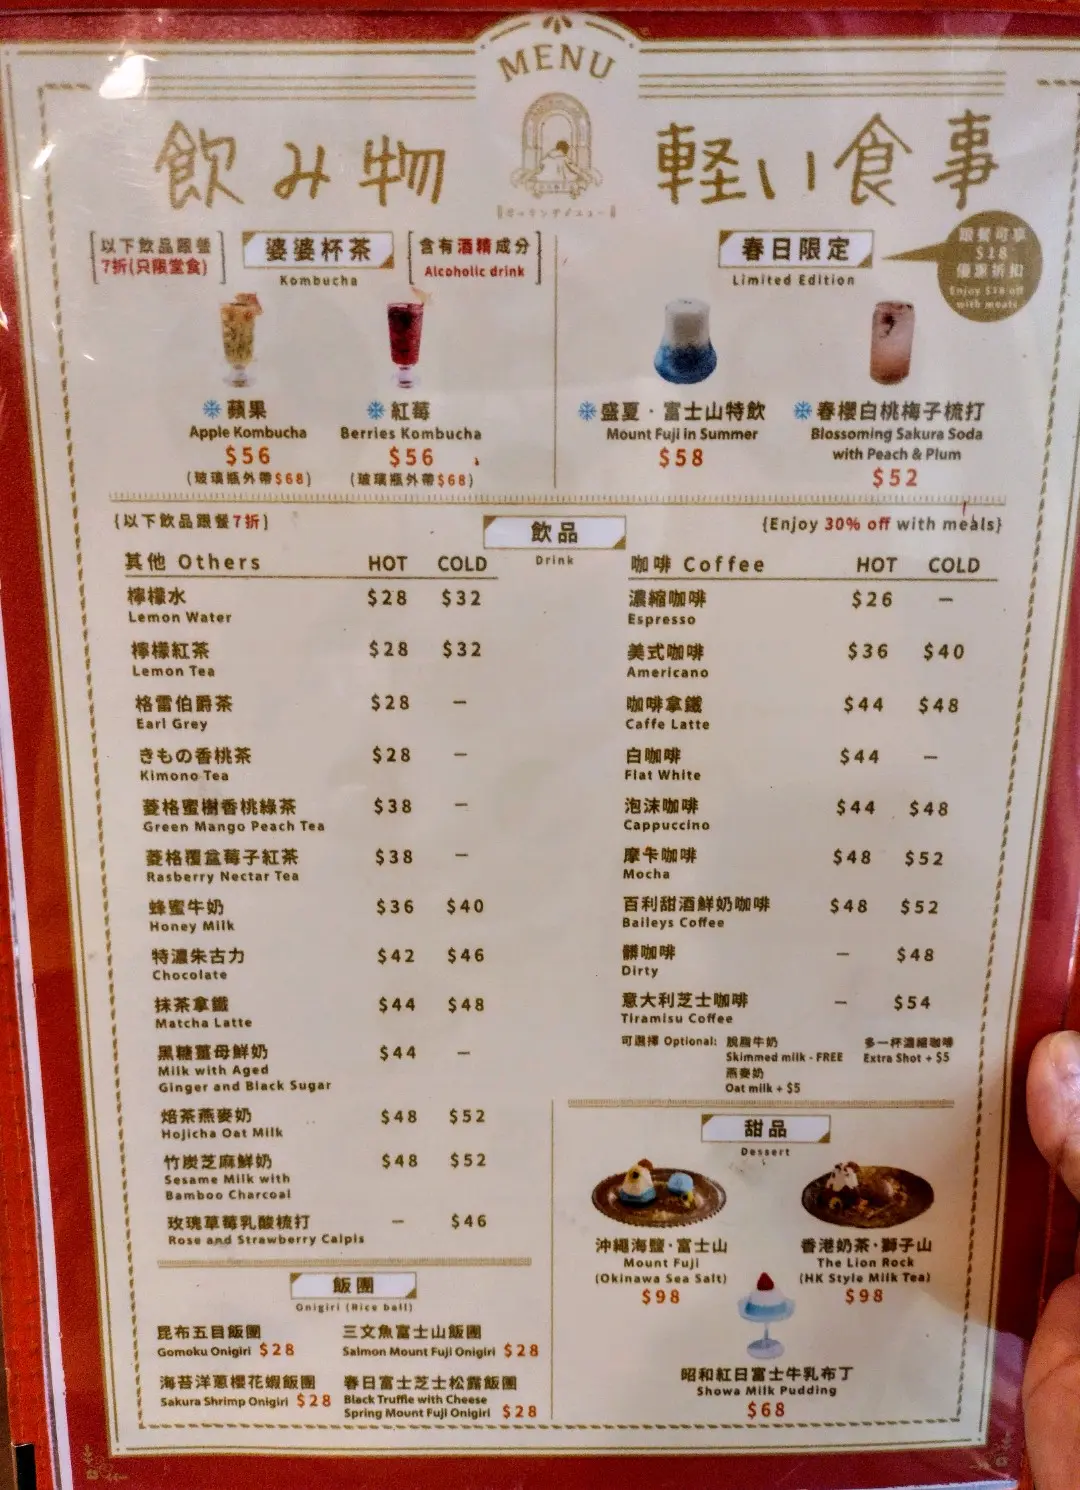 MENU
飲み物
軽い食事
以下飲品跟餐
7折(只限堂食)
婆婆杯茶
Kombucha
含有酒精成分
Alcoholic drink
春日限定
Limited Edition
跟餐可享
$18
優惠折扣
Enjoy $18 off
with meals
蘋果
Apple Kombucha
$56
(玻璃瓶外帶$68)
紅莓
Berries Kombucha
$56
(玻璃瓶外帶$68)
盛夏·富士山特飲
Mount Fuji in Summer
$58
春櫻白桃梅子梳打
Blossoming Sakura Soda
with Peach & Plum
$52
{以下飲品跟餐7折}
飲品
Drink
{Enjoy 30% off with meals}
其他 Others HOT COLD
檸檬水 $28 $32
Lemon Water
檸檬紅茶 $28 $32
Lemon Tea
格雷伯爵茶 $28 –
Earl Grey
きもの香桃茶 $28 –
Kimono Tea
菱格蜜樹香桃綠茶 $38 –
Green Mango Peach Tea
菱格覆盆莓子紅茶 $38 –
Rasberry Nectar Tea
蜂蜜牛奶 $36 $40
Honey Milk
特濃朱古力 $42 $46
Chocolate
抹茶拿鐵 $44 $48
Matcha Latte
黑糖薑母鮮奶 $44 –
Milk with Aged
Ginger and Black Sugar
焙茶燕麥奶 $48 $52
Hojicha Oat Milk
竹炭芝麻鮮奶 $48 $52
Sesame Milk with
Bamboo Charcoal
玫瑰草莓乳酸梳打 – $46
Rose and Strawberry Calpis
咖啡 Coffee HOT COLD
濃縮咖啡 $26 –
Espresso
美式咖啡 $36 $40
Americano
咖啡拿鐵 $44 $48
Caffe Latte
白咖啡 $44 –
Flat White
泡沫咖啡 $44 $48
Cappuccino
摩卡咖啡 $48 $52
Mocha
百利甜酒鮮奶咖啡 $48 $52
Baileys Coffee
髒咖啡 – $48
Dirty
意大利芝士咖啡 – $54
Tiramisu Coffee
可選擇 Optional: 脫脂牛奶 多一杯濃縮咖啡
Skimmed milk - FREE Extra Shot + $5
燕麥奶
Oat milk + $5
飯團
Onigiri (Rice ball)
昆布五目飯團
Gomoku Onigiri $28
三文魚富士山飯團
Salmon Mount Fuji Onigiri $28
海苔洋蔥櫻花蝦飯團
Sakura Shrimp Onigiri $28
春日富士芝士松露飯團
Black Truffle with Cheese
Spring Mount Fuji Onigiri $28
甜品
Dessert
沖繩海鹽·富士山
Mount Fuji
(Okinawa Sea Salt)
$98
香港奶茶·獅子山
The Lion Rock
(HK Style Milk Tea)
$98
昭和紅日富士牛乳布丁
Showa Milk Pudding
$68